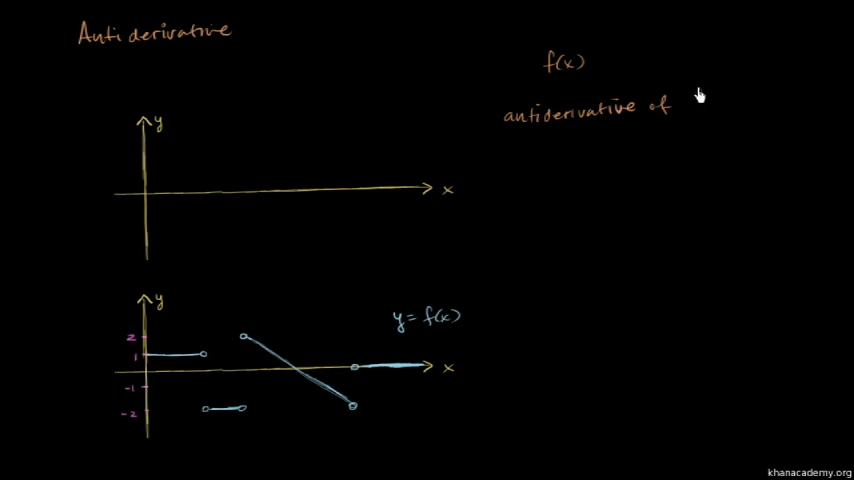 Antiderivative
f(x)
antiderivative of
y
x
y
y = f(x)
2
1
x
-1
-2
khanacademy.org